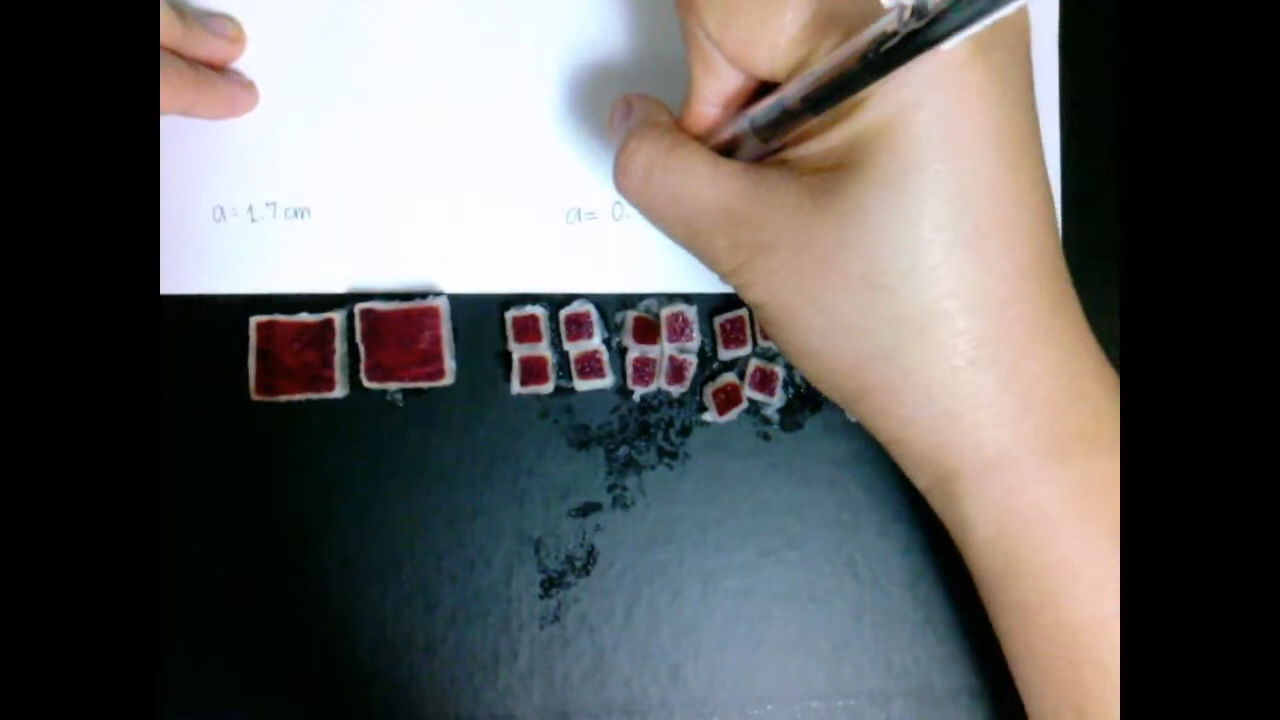 a = 1.7 cm
a = 0.